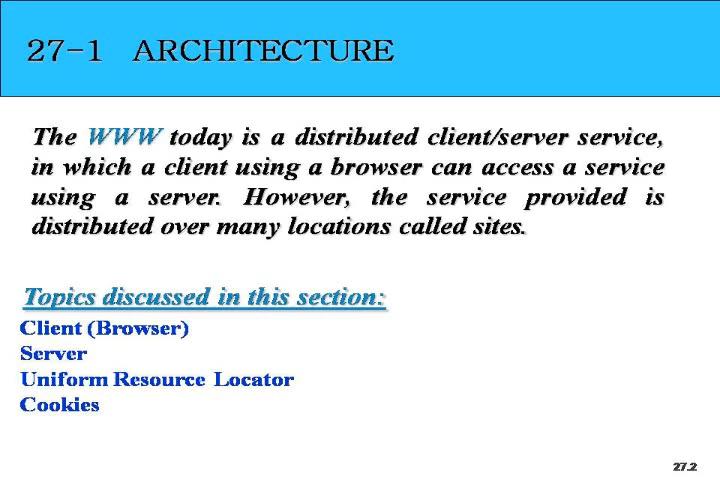 27-1 ARCHITECTURE
The WWW today is a distributed client/server service,
in which a client using a browser can access a service
using a server. However, the service provided is
distributed over many locations called sites.
Topics discussed in this section:
Client (Browser)
Server
Uniform Resource Locator
Cookies
27.2